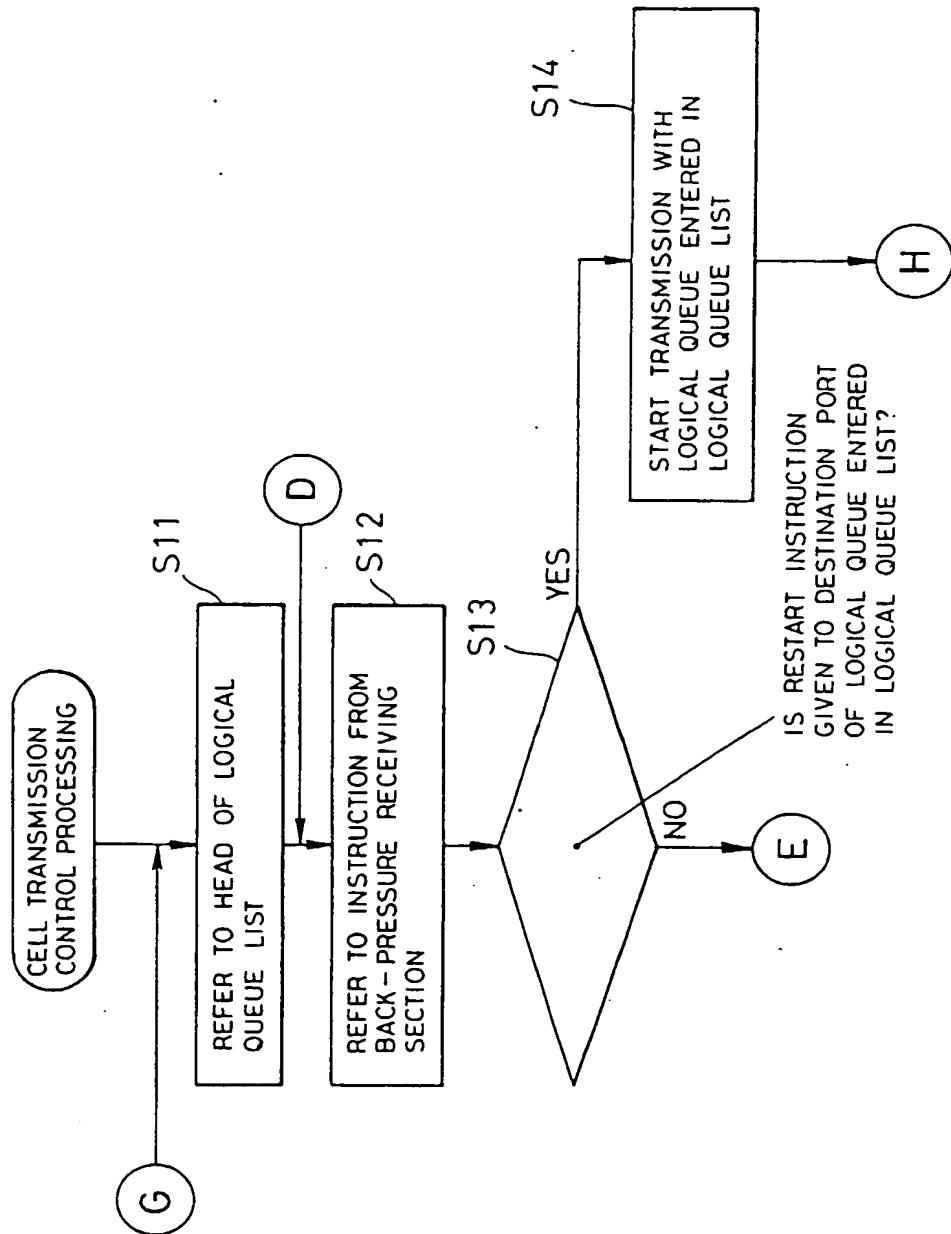 CELL TRANSMISSION
CONTROL PROCESSING
G
S11
REFER TO HEAD OF LOGICAL
QUEUE LIST
D
S12
REFER TO INSTRUCTION FROM
BACK-PRESSURE RECEIVING
SECTION
S13
YES
NO
IS RESTART INSTRUCTION
GIVEN TO DESTINATION PORT
OF LOGICAL QUEUE ENTERED
IN LOGICAL QUEUE LIST?
E
S14
START TRANSMISSION WITH
LOGICAL QUEUE ENTERED IN
LOGICAL QUEUE LIST
H